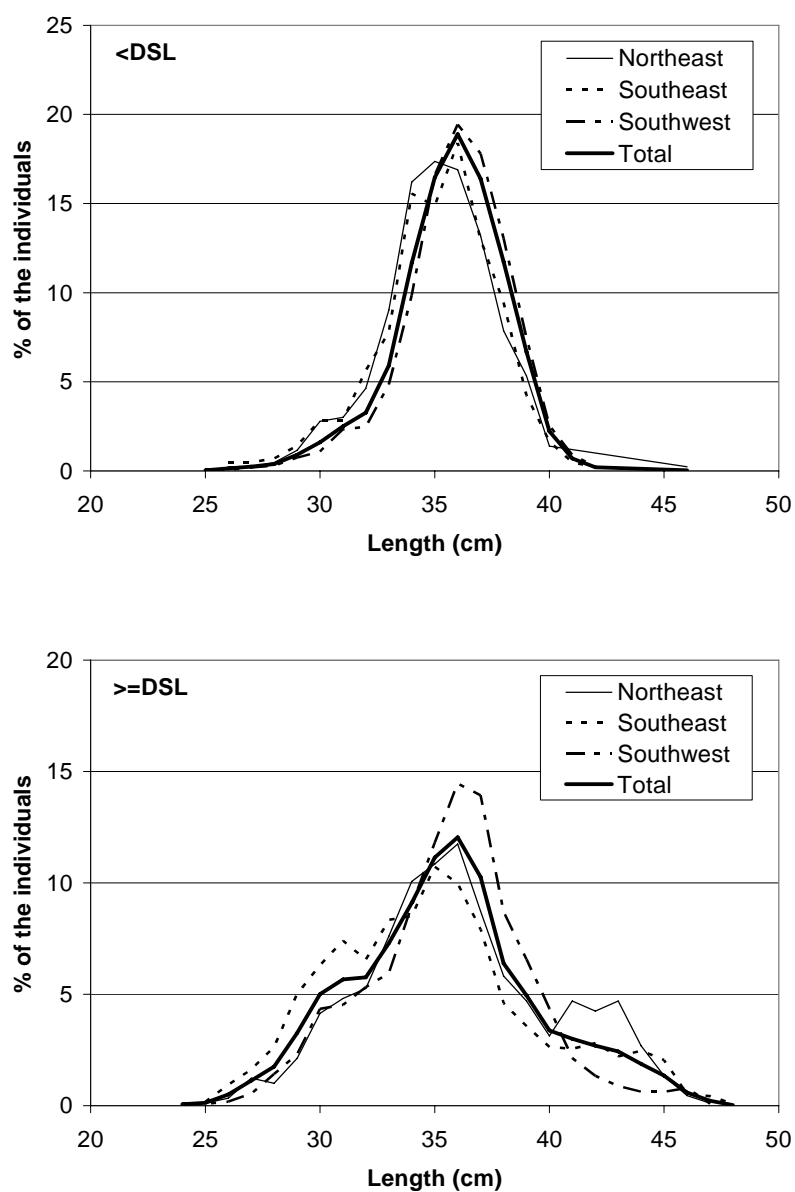 25
<DSL
Northeast
Southeast
20
Southwest
Total
15
10
5
0
20 25 30 35 40 45 50
Length (cm)
% of the individuals
20
>=DSL
Northeast
Southeast
Southwest
15
Total
10
5
0
20 25 30 35 40 45 50
Length (cm)
% of the individuals